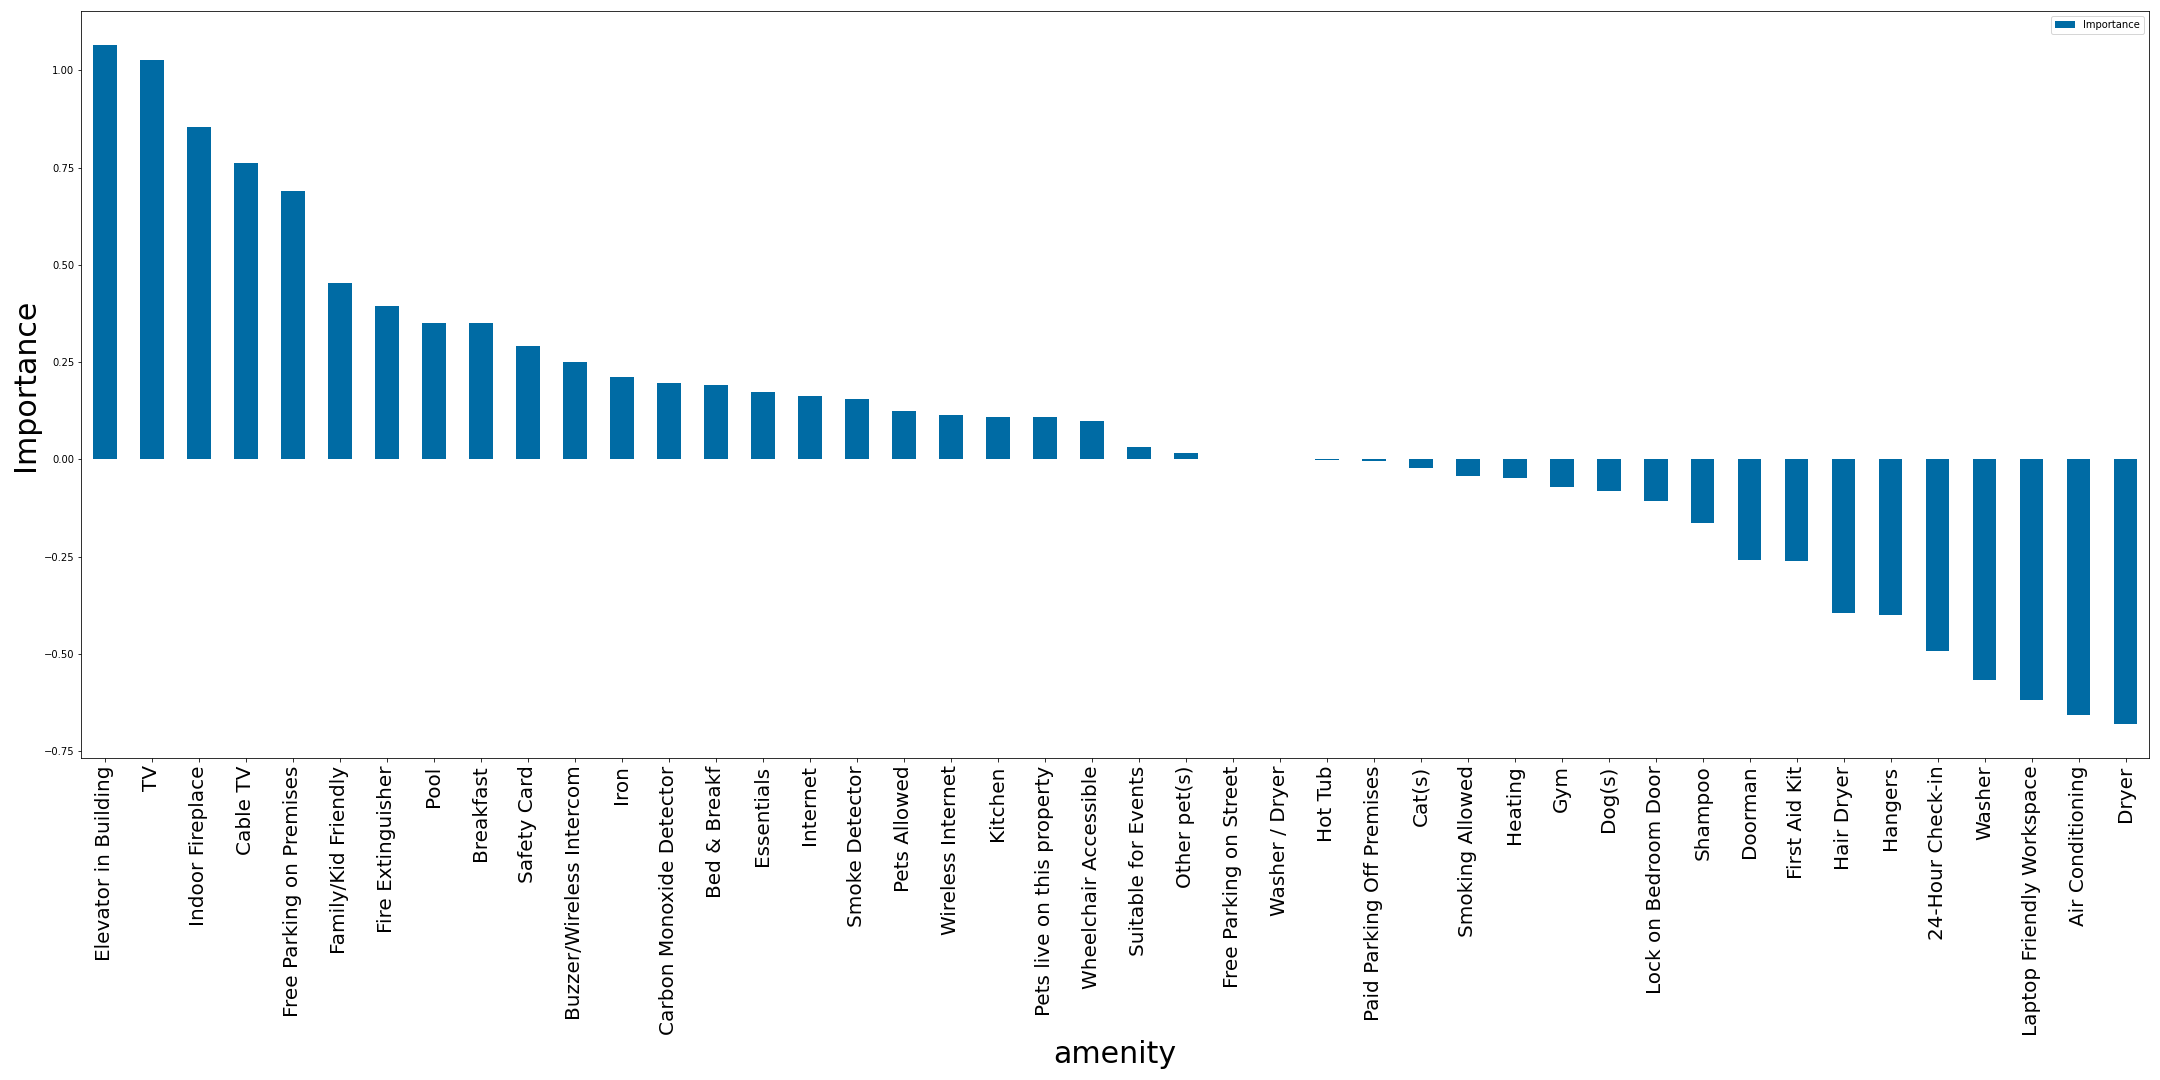 Importance
1.00
0.75
0.50
0.25
0.00
−0.25
−0.50
−0.75
Importance
Elevator in Building
TV
Indoor Fireplace
Cable TV
Free Parking on Premises
Family/Kid Friendly
Fire Extinguisher
Pool
Breakfast
Safety Card
Buzzer/Wireless Intercom
Iron
Carbon Monoxide Detector
Bed & Breakf
Essentials
Internet
Smoke Detector
Pets Allowed
Wireless Internet
Kitchen
Pets live on this property
Wheelchair Accessible
Suitable for Events
Other pet(s)
Free Parking on Street
Washer / Dryer
Hot Tub
Paid Parking Off Premises
Cat(s)
Smoking Allowed
Heating
Gym
Dog(s)
Lock on Bedroom Door
Shampoo
Doorman
First Aid Kit
Hair Dryer
Hangers
24-Hour Check-in
Washer
Laptop Friendly Workspace
Air Conditioning
Dryer
amenity